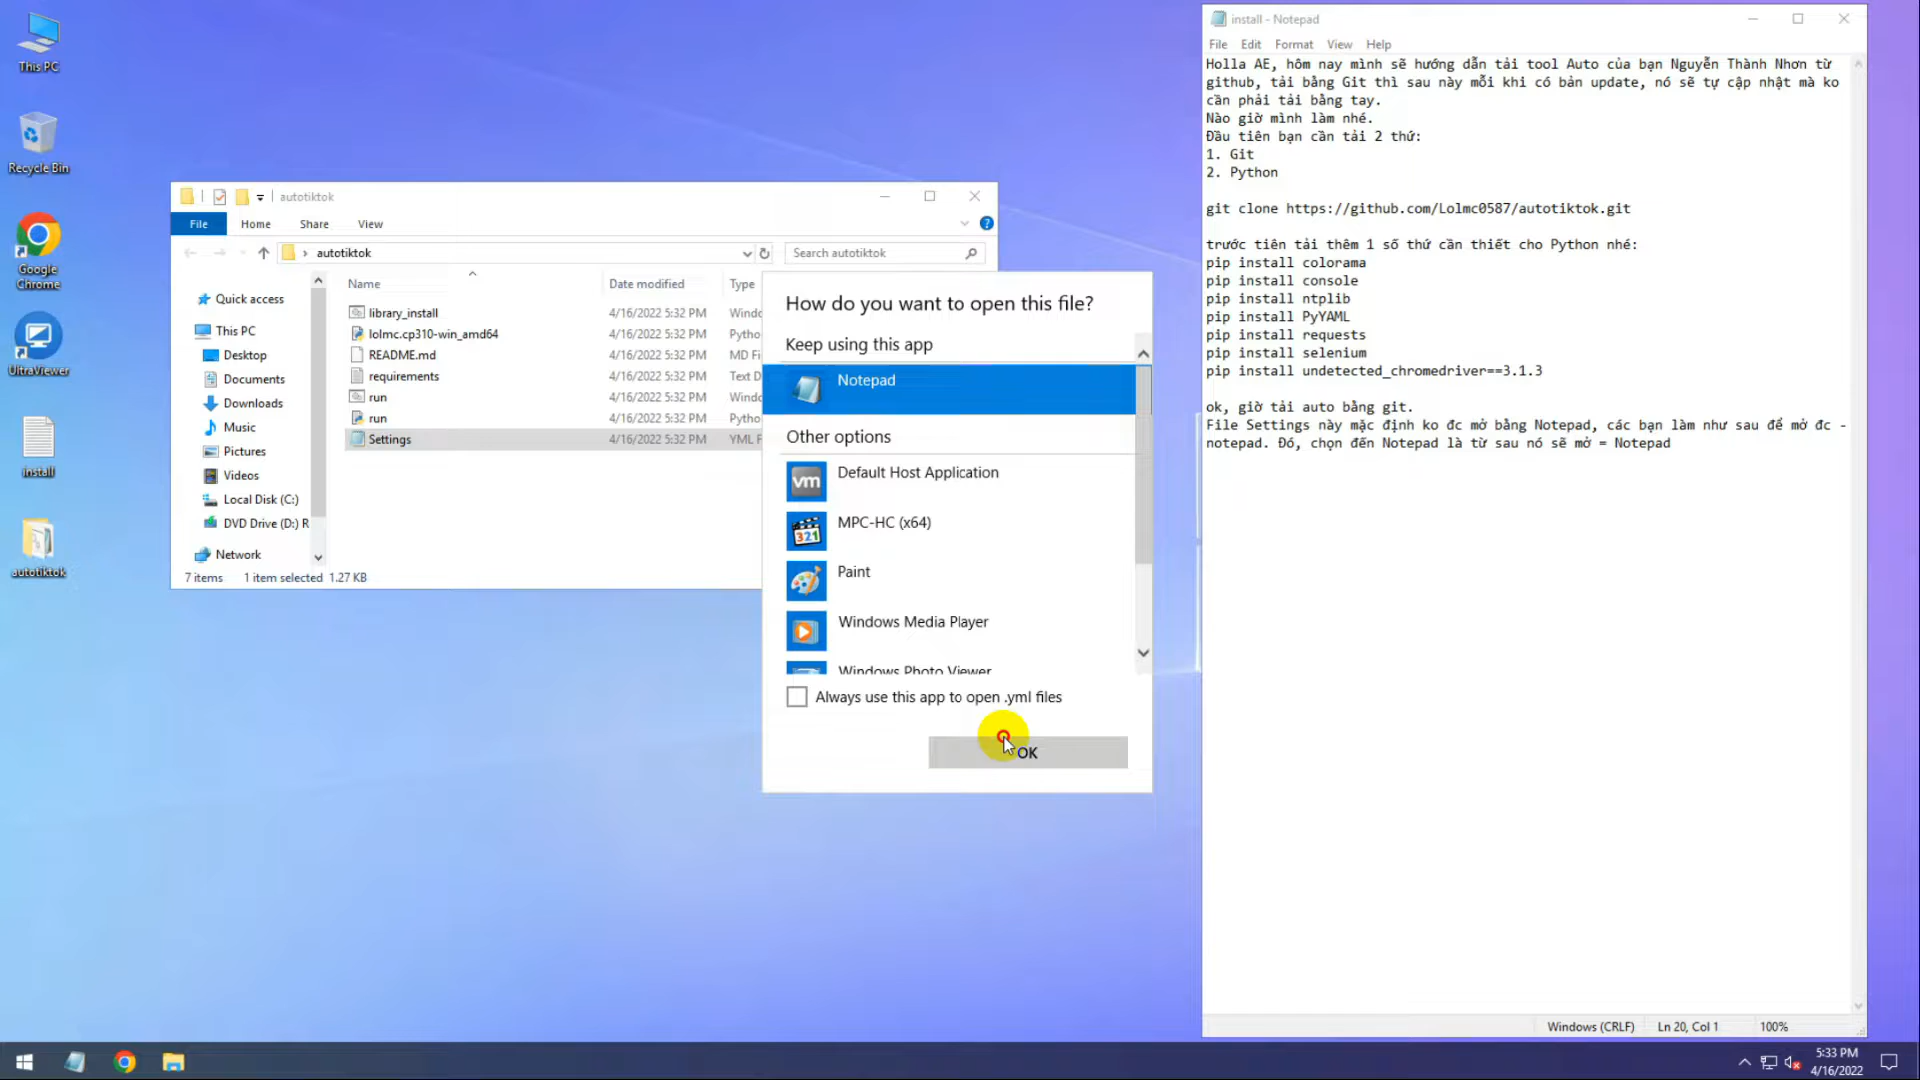 This PC
Recycle Bin
Google
Chrome
UltraViewer
install
autotiktok
autotiktok
File
Home
Share
View
autotiktok
Search autotiktok
Quick access
This PC
Desktop
Documents
Downloads
Music
Pictures
Videos
Local Disk (C:)
DVD Drive (D:) R
Network
Name
Date modified
Type
library_install 4/16/2022 5:32 PM Windo
lolmc.cp310-win_amd64 4/16/2022 5:32 PM Python
README.md 4/16/2022 5:32 PM MD Fi
requirements 4/16/2022 5:32 PM Text D
run 4/16/2022 5:32 PM Windo
run 4/16/2022 5:32 PM Python
Settings 4/16/2022 5:32 PM YML F
7 items 1 item selected 1.27 KB
How do you want to open this file?
Keep using this app
Notepad
Other options
Default Host Application
vm
MPC-HC (x64)
321
Paint
Windows Media Player
Windows Photo Viewer
Always use this app to open .yml files
OK
install - Notepad
File Edit Format View Help
Holla AE, hôm nay mình sẽ hướng dẫn tải tool Auto của bạn Nguyễn Thành Nhơn từ
github, tải bằng Git thì sau này mỗi khi có bản update, nó sẽ tự cập nhật mà ko
cần phải tải bằng tay.
Nào giờ mình làm nhé.
Đầu tiên bạn cần tải 2 thứ:
1. Git
2. Python
git clone https://github.com/Lolmc0587/autotiktok.git
trước tiên tải thêm 1 số thứ cần thiết cho Python nhé:
pip install colorama
pip install console
pip install ntplib
pip install PyYAML
pip install requests
pip install selenium
pip install undetected_chromedriver==3.1.3
ok, giờ tải auto bằng git.
File Settings này mặc định ko đc mở bằng Notepad, các bạn làm như sau để mở đc -
notepad. Đó, chọn đến Notepad là từ sau nó sẽ mở = Notepad
Windows (CRLF) Ln 20, Col 1 100%
5:33 PM
4/16/2022